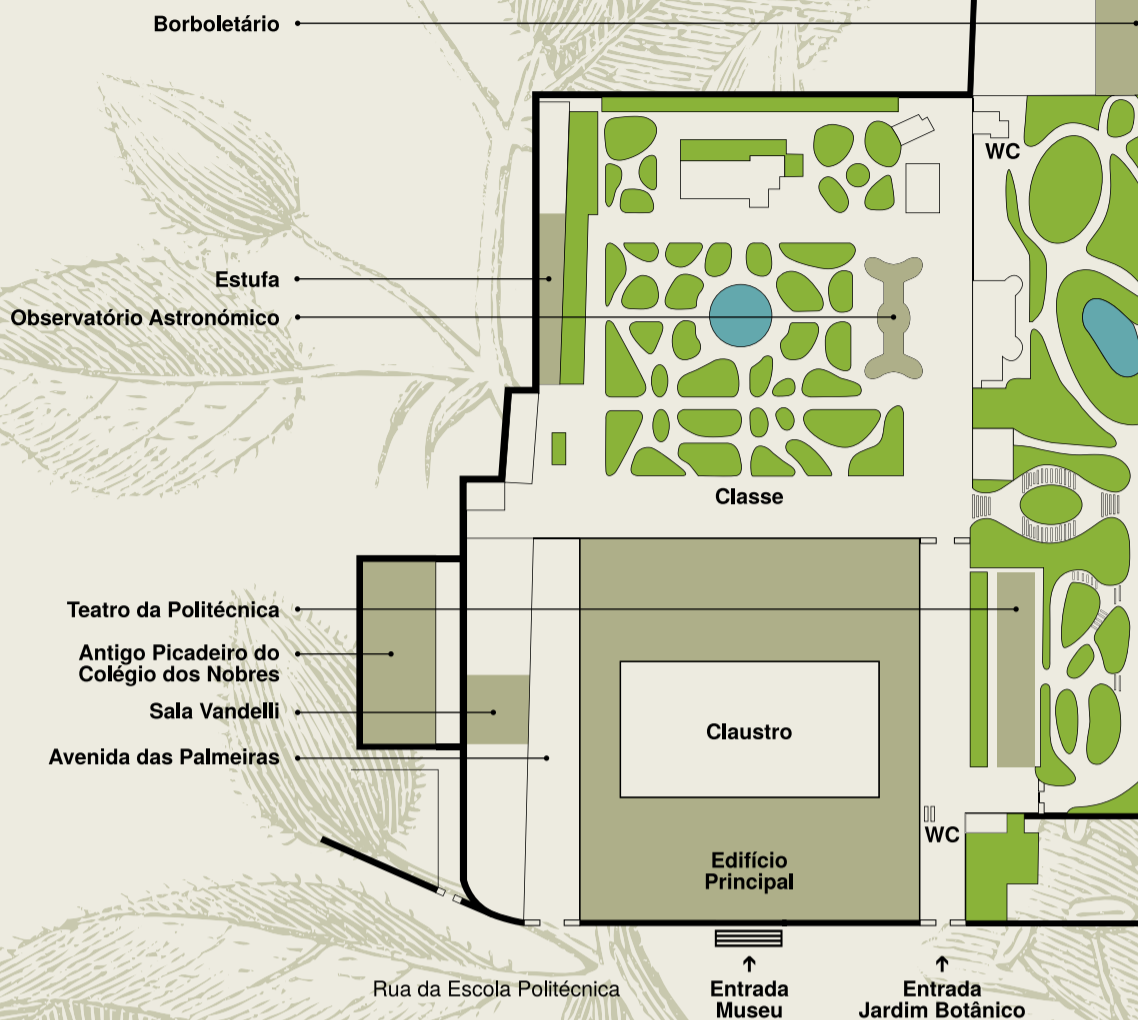 Borboletário
WC
Estufa
Observatório Astronómico
Classe
Teatro da Politécnica
Antigo Picadeiro do
Colégio dos Nobres
Sala Vandelli
Claustro
Avenida das Palmeiras
WC
Edifício
Principal
Rua da Escola Politécnica
Entrada
Museu
Entrada
Jardim Botânico